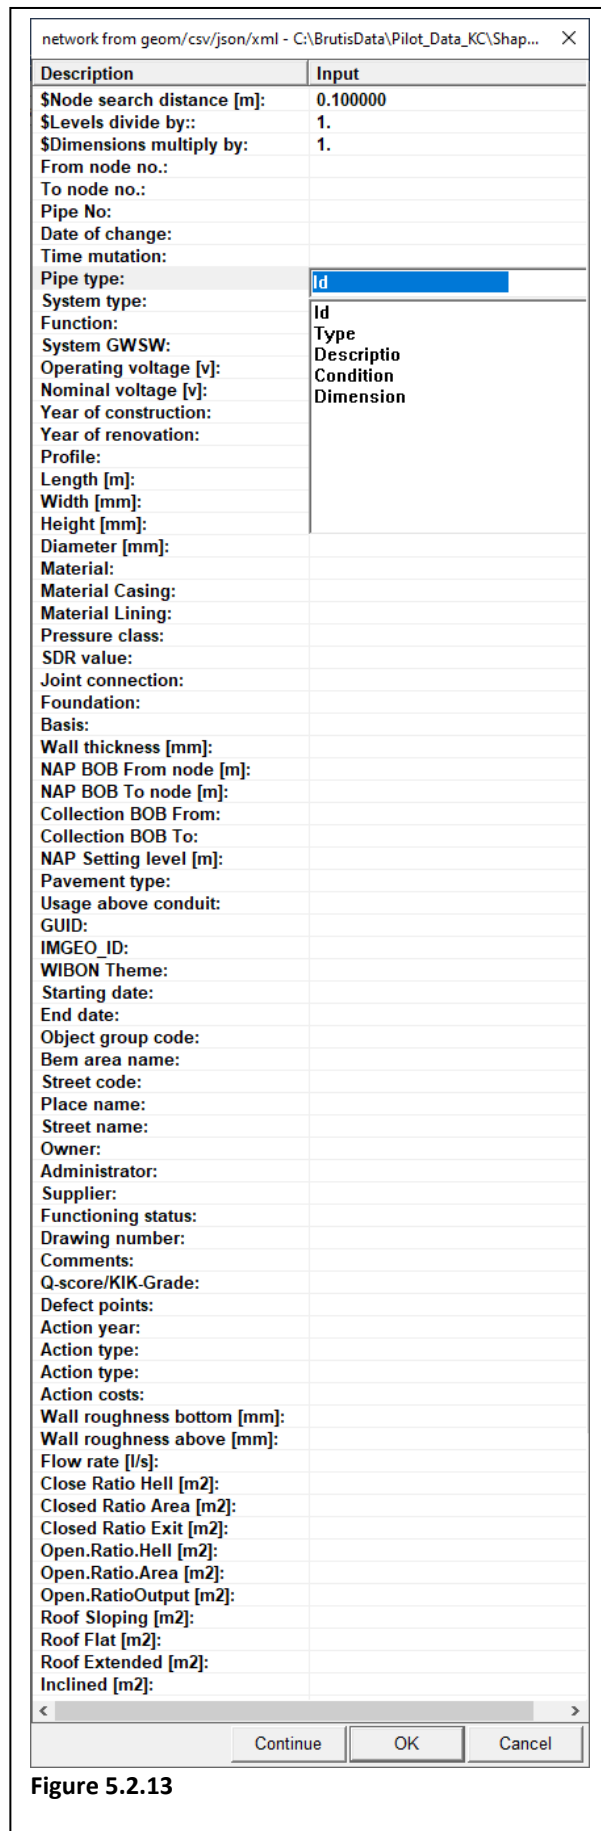 network from geom/csv/json/xml - C:\BrutisData\Pilot_Data_KC\Shap...
Description Input
$Node search distance [m]: 0.100000
$Levels divide by:: 1.
$Dimensions multiply by: 1.
From node no.:
To node no.:
Pipe No:
Date of change:
Time mutation:
Pipe type: Id
System type: Id
Function: Type
System GWSW: Descriptio
Operating voltage [v]: Condition
Nominal voltage [v]: Dimension
Year of construction:
Year of renovation:
Profile:
Length [m]:
Width [mm]:
Height [mm]:
Diameter [mm]:
Material:
Material Casing:
Material Lining:
Pressure class:
SDR value:
Joint connection:
Foundation:
Basis:
Wall thickness [mm]:
NAP BOB From node [m]:
NAP BOB To node [m]:
Collection BOB From:
Collection BOB To:
NAP Setting level [m]:
Pavement type:
Usage above conduit:
GUID:
IMGEO_ID:
WIBON Theme:
Starting date:
End date:
Object group code:
Bem area name:
Street code:
Place name:
Street name:
Owner:
Administrator:
Supplier:
Functioning status:
Drawing number:
Comments:
Q-score/KIK-Grade:
Defect points:
Action year:
Action type:
Action type:
Action costs:
Wall roughness bottom [mm]:
Wall roughness above [mm]:
Flow rate [l/s]:
Close Ratio Hell [m2]:
Closed Ratio Area [m2]:
Closed Ratio Exit [m2]:
Open.Ratio.Hell [m2]:
Open.Ratio.Area [m2]:
Open.RatioOutput [m2]:
Roof Sloping [m2]:
Roof Flat [m2]:
Roof Extended [m2]:
Inclined [m2]:
Continue OK Cancel
Figure 5.2.13